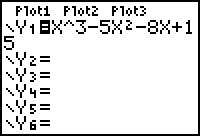 Plot1 Plot2 Plot3
\Y₁=X^3-5X²-8X+1
5
\Y₂=
\Y₃=
\Y₄=
\Y₅=
\Y₆=